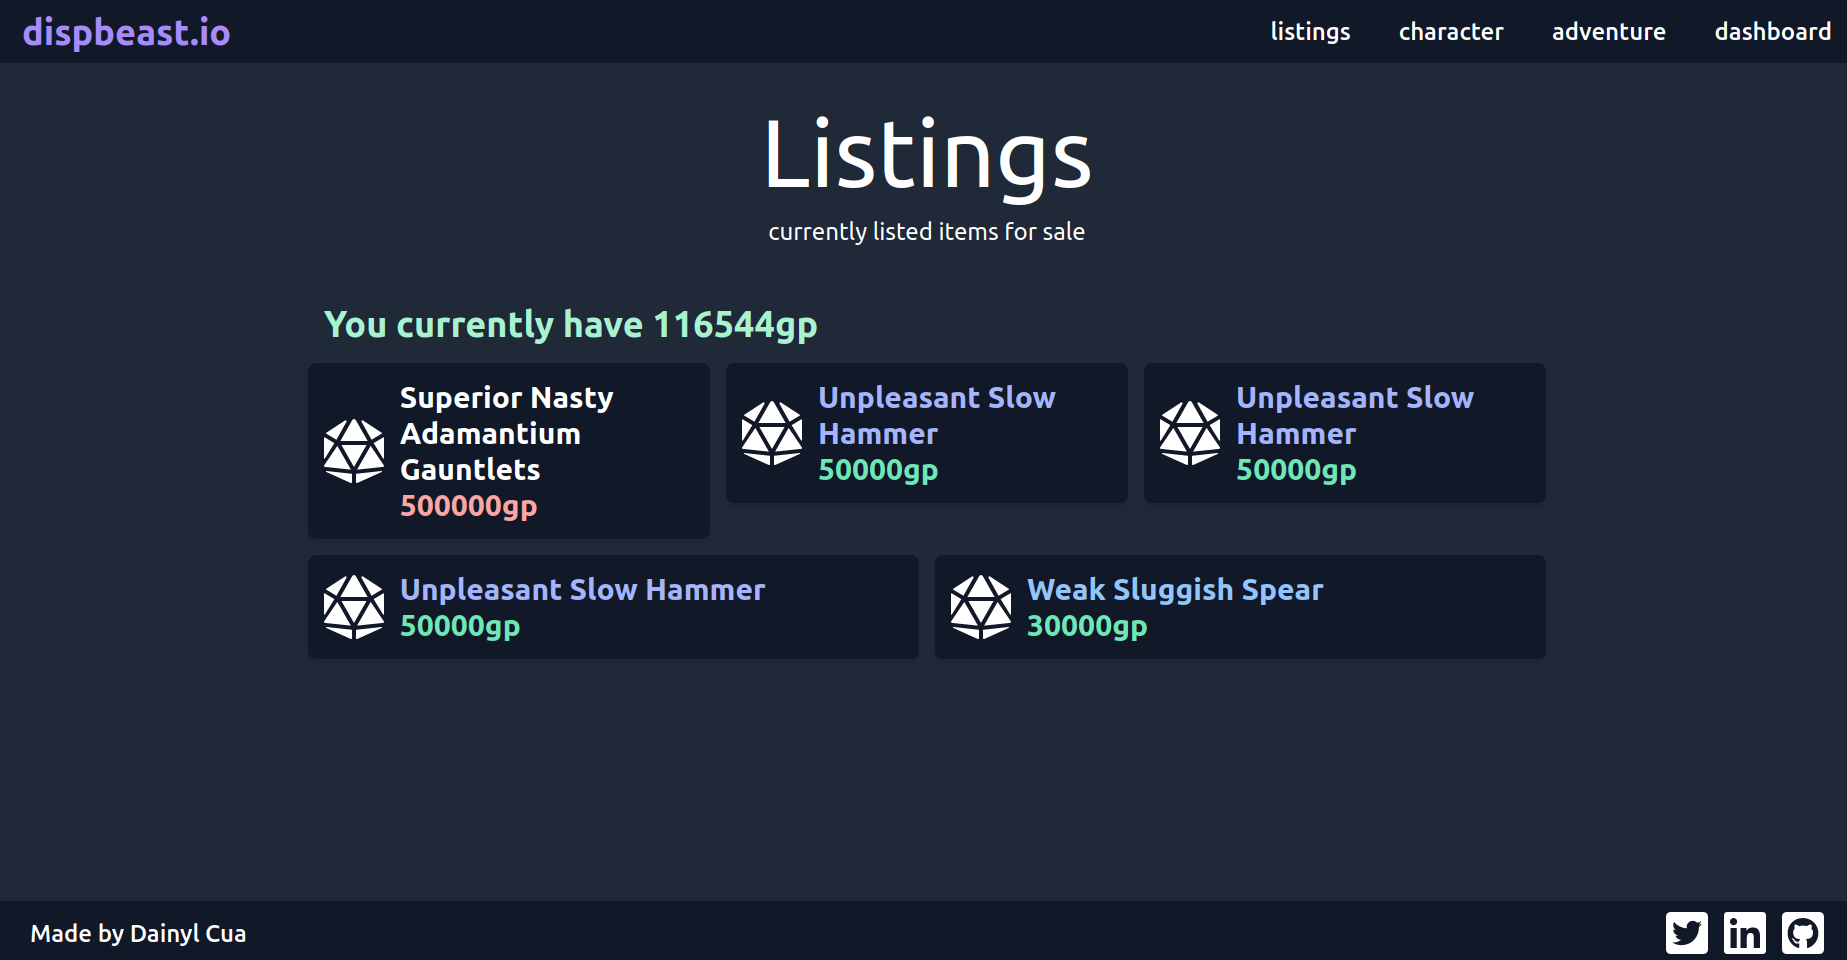 dispbeast.io
listings
character
adventure
dashboard
Listings
currently listed items for sale
You currently have 116544gp
Superior Nasty
Adamantium
Gauntlets
500000gp
Unpleasant Slow
Hammer
50000gp
Unpleasant Slow
Hammer
50000gp
Unpleasant Slow Hammer
50000gp
Weak Sluggish Spear
30000gp
Made by Dainyl Cua
in